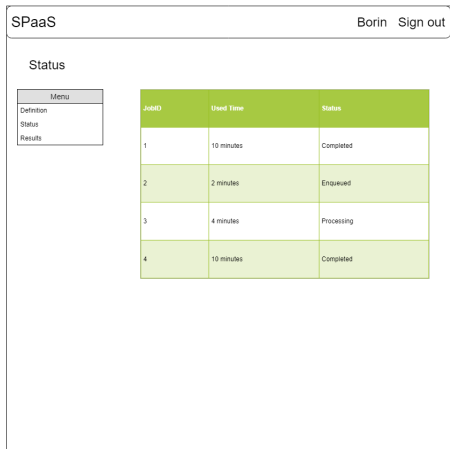 SPaaS Borin Sign out
Status
Menu
Definition
Status
Results
JobID Used Time Status
1 10 minutes Completed
2 2 minutes Enqueued
3 4 minutes Processing
4 10 minutes Completed